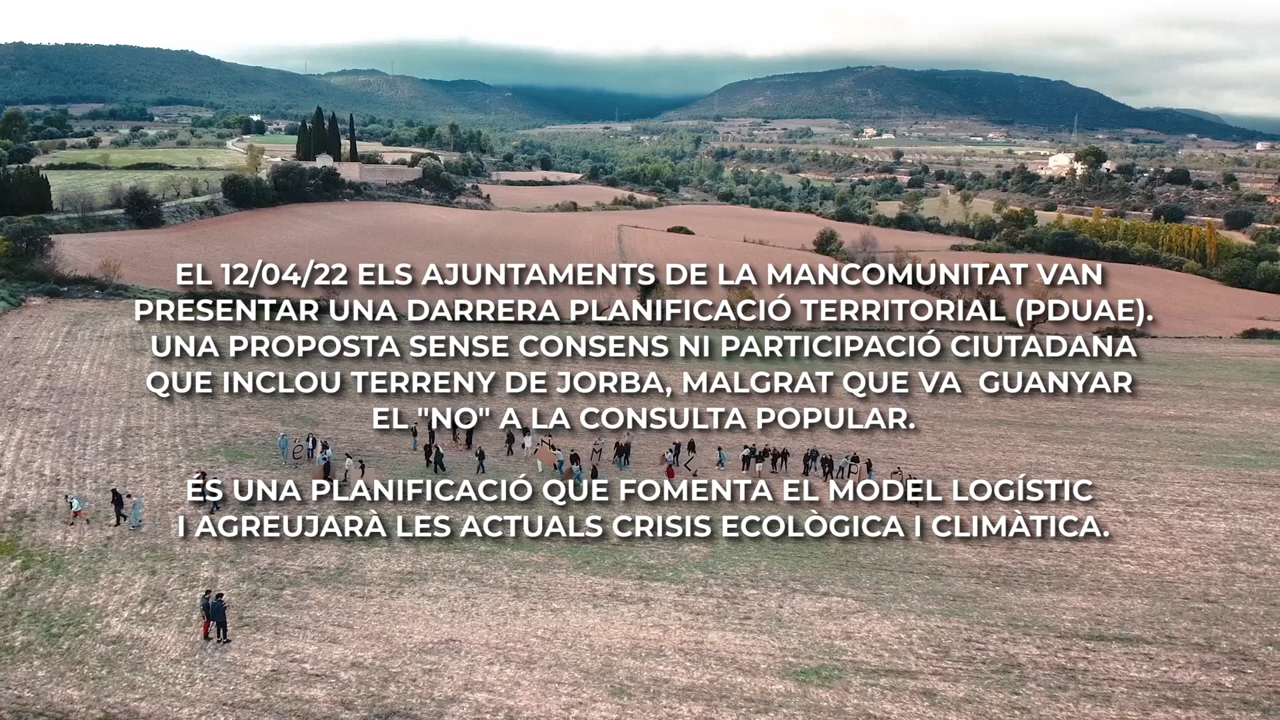 EL 12/04/22 ELS AJUNTAMENTS DE LA MANCOMUNITAT VAN
PRESENTAR UNA DARRERA PLANIFICACIÓ TERRITORIAL (PDUAE).
UNA PROPOSTA SENSE CONSENS NI PARTICIPACIÓ CIUTADANA
QUE INCLOU TERRENY DE JORBA, MALGRAT QUE VA GUANYAR
EL "NO" A LA CONSULTA POPULAR.
ÉS UNA PLANIFICACIÓ QUE FOMENTA EL MODEL LOGÍSTIC
I AGREUJARÀ LES ACTUALS CRISIS ECOLÒGICA I CLIMÀTICA.